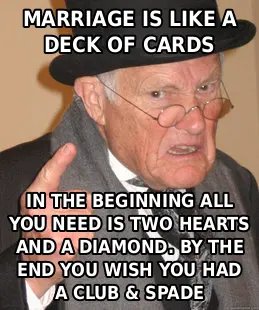 MARRIAGE IS LIKE A
DECK OF CARDS
IN THE BEGINNING ALL
YOU NEED IS TWO HEARTS
AND A DIAMOND. BY THE
END YOU WISH YOU HAD
A CLUB & SPADE